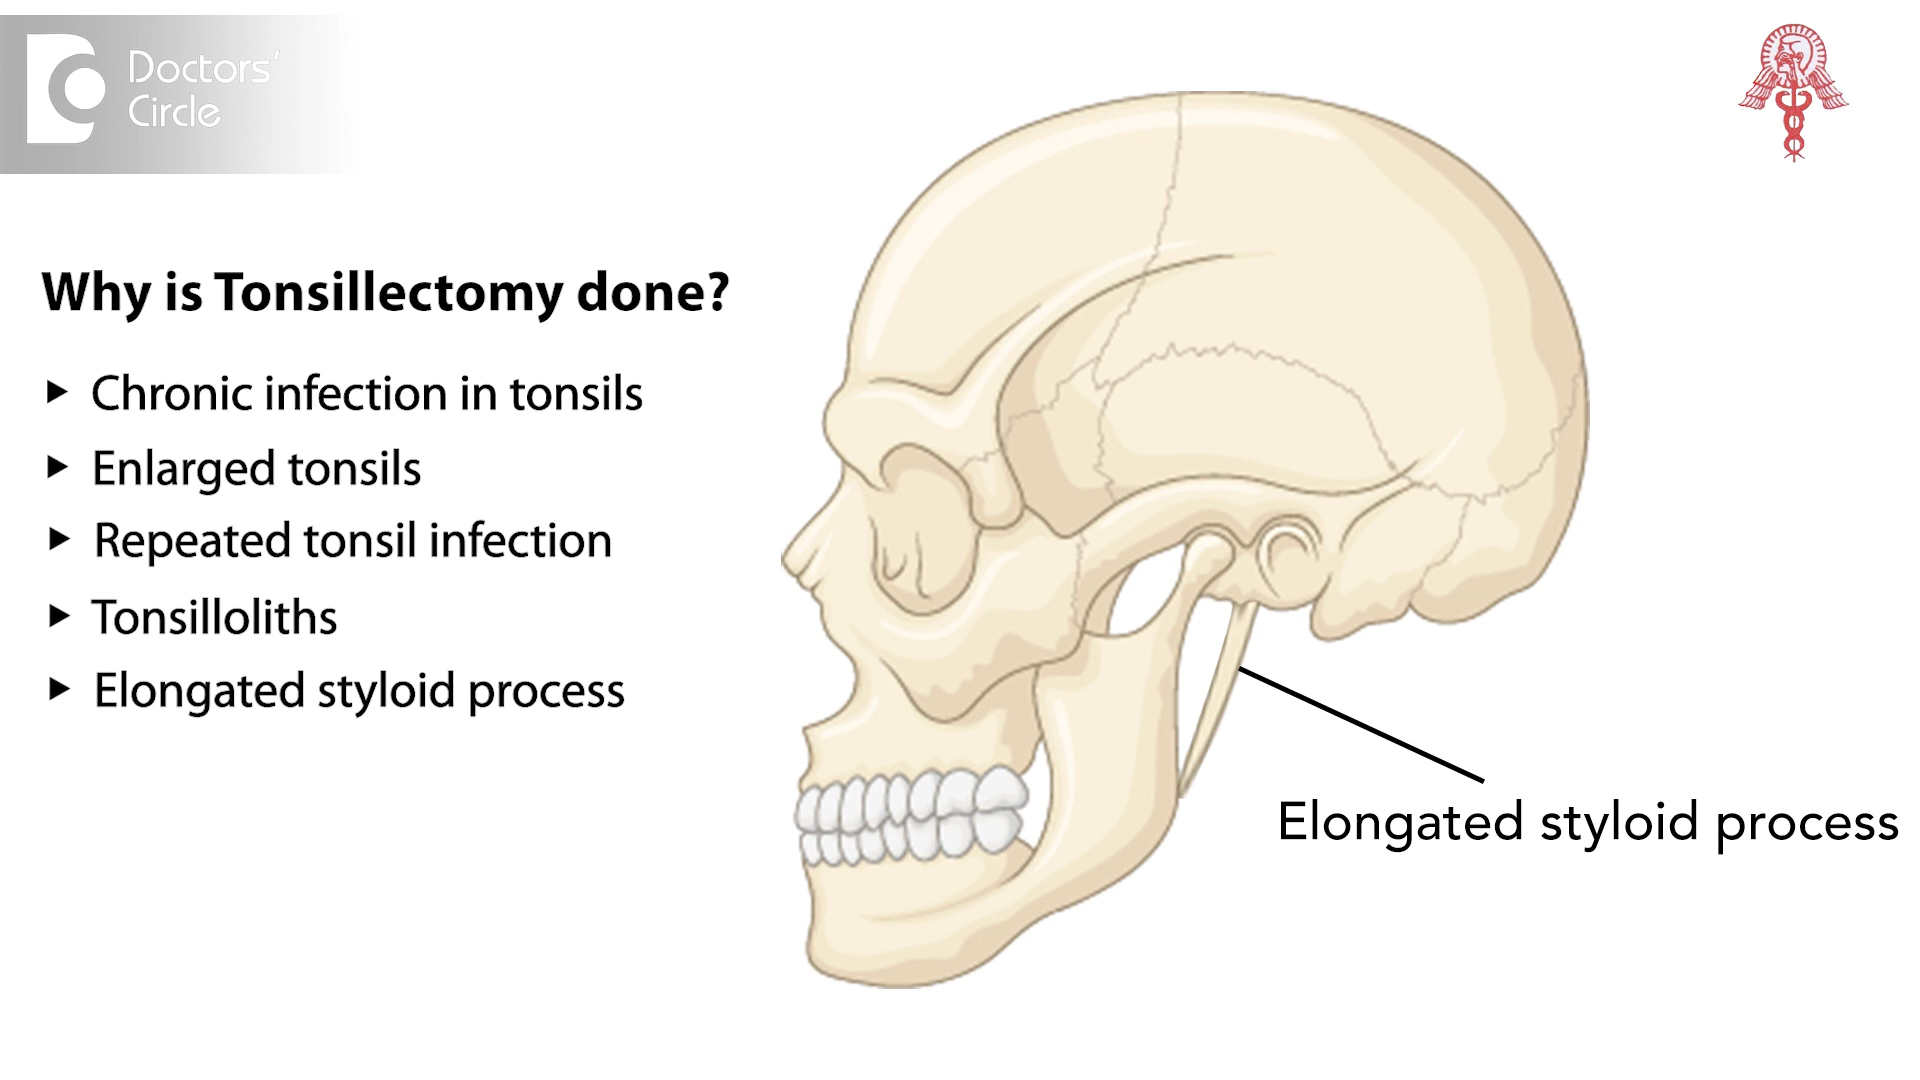 Doctors'
Circle
Why is Tonsillectomy done?
Chronic infection in tonsils
Enlarged tonsils
Repeated tonsil infection
Tonsilloliths
Elongated styloid process
Elongated styloid process